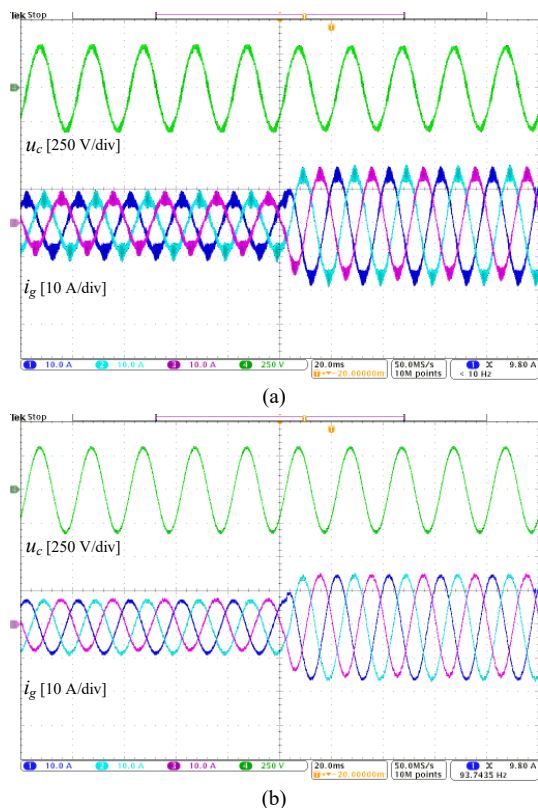 Tek Stop
T
u_c [250 V/div]
i_g [10 A/div]
1 10.0 A 2 10.0 A 3 10.0 A 4 250 V 20.0ms 50.0MS/s 1 X 9.80 A
T -20.00000m 10M points < 10 Hz
(a)
Tek Stop
T
u_c [250 V/div]
i_g [10 A/div]
1 10.0 A 2 10.0 A 3 10.0 A 4 250 V 20.0ms 50.0MS/s 1 X 9.80 A
T -20.00000m 10M points 93.7435 Hz
(b)